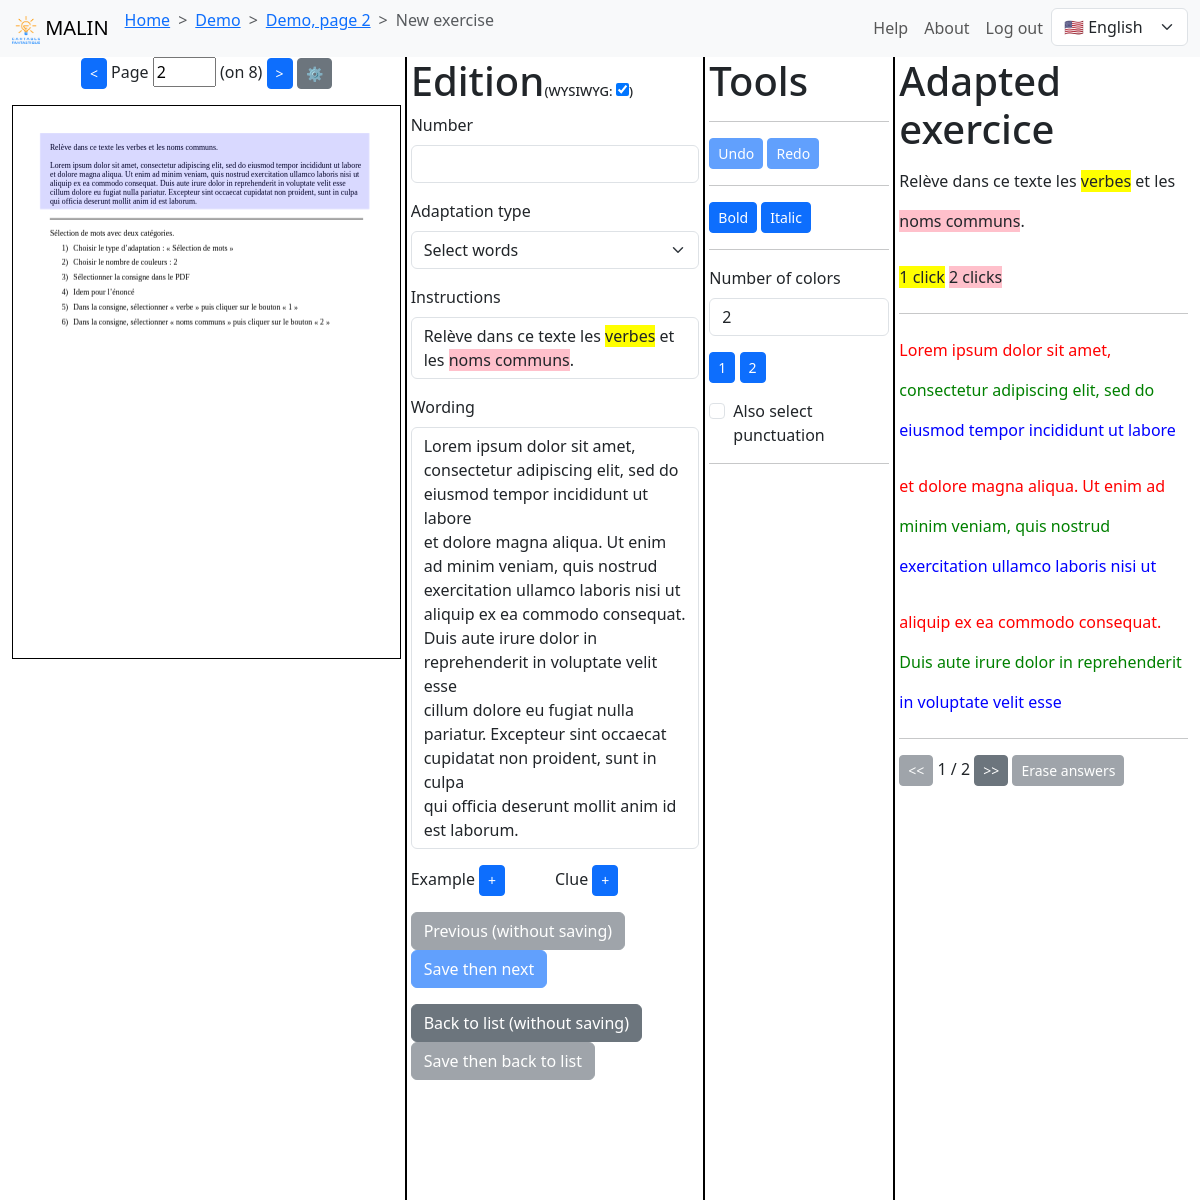 MALIN
Home > Demo > Demo, page 2 > New exercise
Help About Log out 🇺🇸 English
< Page 2 (on 8) > ⚙️
Relève dans ce texte les verbes et les noms communs.
Lorem ipsum dolor sit amet, consectetur adipiscing elit, sed do eiusmod tempor incididunt ut labore
et dolore magna aliqua. Ut enim ad minim veniam, quis nostrud exercitation ullamco laboris nisi ut
aliquip ex ea commodo consequat. Duis aute irure dolor in reprehenderit in voluptate velit esse
cillum dolore eu fugiat nulla pariatur. Excepteur sint occaecat cupidatat non proident, sunt in culpa
qui officia deserunt mollit anim id est laborum.
Sélection de mots avec deux catégories.
1) Choisir le type d'adaptation : « Sélection de mots »
2) Choisir le nombre de couleurs : 2
3) Sélectionner la consigne dans le PDF
4) Idem pour l'énoncé
5) Dans la consigne, sélectionner « verbe » puis cliquer sur le bouton « 1 »
6) Dans la consigne, sélectionner « noms communs » puis cliquer sur le bouton « 2 »
Edition(WYSIWYG: )
Number
Adaptation type
Select words
Instructions
Relève dans ce texte les verbes et
les noms communs.
Wording
Lorem ipsum dolor sit amet,
consectetur adipiscing elit, sed do
eiusmod tempor incididunt ut
labore
et dolore magna aliqua. Ut enim
ad minim veniam, quis nostrud
exercitation ullamco laboris nisi ut
aliquip ex ea commodo consequat.
Duis aute irure dolor in
reprehenderit in voluptate velit
esse
cillum dolore eu fugiat nulla
pariatur. Excepteur sint occaecat
cupidatat non proident, sunt in
culpa
qui officia deserunt mollit anim id
est laborum.
Example + Clue +
Previous (without saving)
Save then next
Back to list (without saving)
Save then back to list
Tools
Undo Redo
Bold Italic
Number of colors
2
1 2
Also select
punctuation
Adapted
exercice
Relève dans ce texte les verbes et les
noms communs.
1 click 2 clicks
Lorem ipsum dolor sit amet,
consectetur adipiscing elit, sed do
eiusmod tempor incididunt ut labore
et dolore magna aliqua. Ut enim ad
minim veniam, quis nostrud
exercitation ullamco laboris nisi ut
aliquip ex ea commodo consequat.
Duis aute irure dolor in reprehenderit
in voluptate velit esse
<< 1 / 2 >> Erase answers